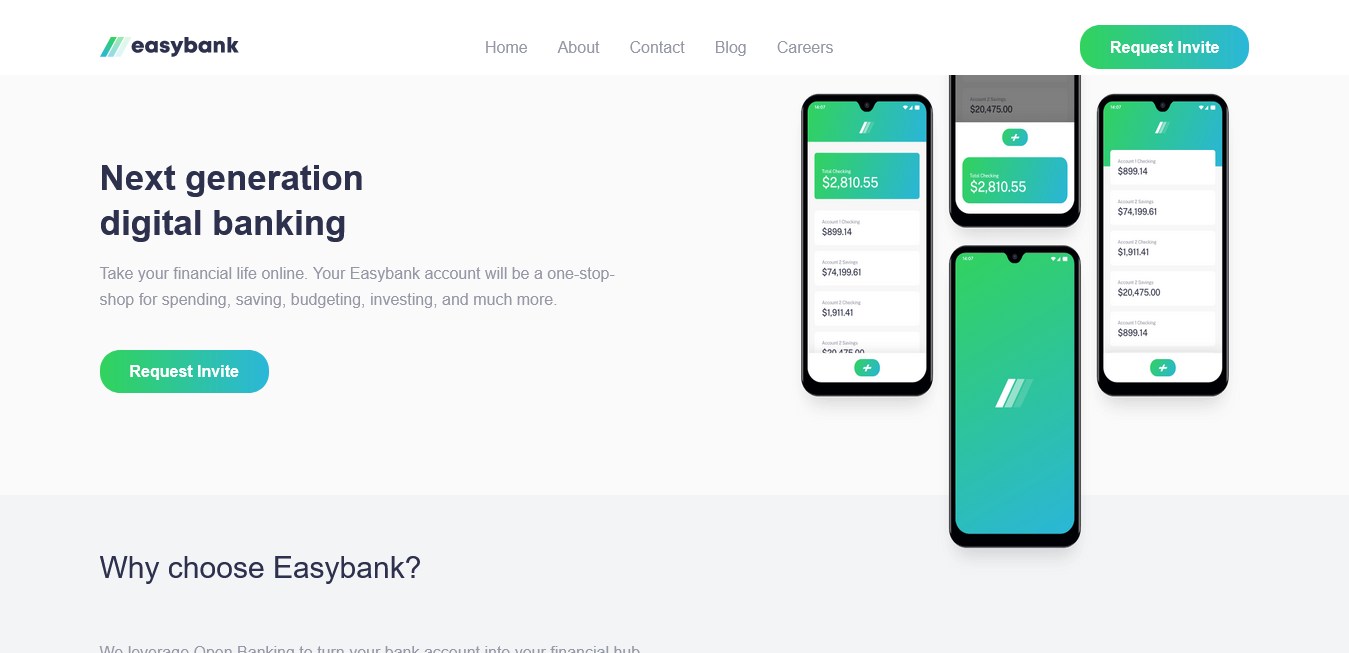 easybank
Home
About
Contact
Blog
Careers
Request Invite
Next generation
digital banking
Take your financial life online. Your Easybank account will be a one-stop-
shop for spending, saving, budgeting, investing, and much more.
Request Invite
14:07
Total Checking
$2,810.55
Account 1 Checking
$899.14
Account 2 Savings
$74,199.61
Account 2 Checking
$1,911.41
Account 2 Savings
$20,475.00
Account 2 Savings
$20,475.00
Total Checking
$2,810.55
14:07
14:07
Account 1 Checking
$899.14
Account 2 Savings
$74,199.61
Account 2 Checking
$1,911.41
Account 2 Savings
$20,475.00
Account 1 Checking
$899.14
Why choose Easybank?
We leverage Open Banking to turn your bank account into your financial hub.